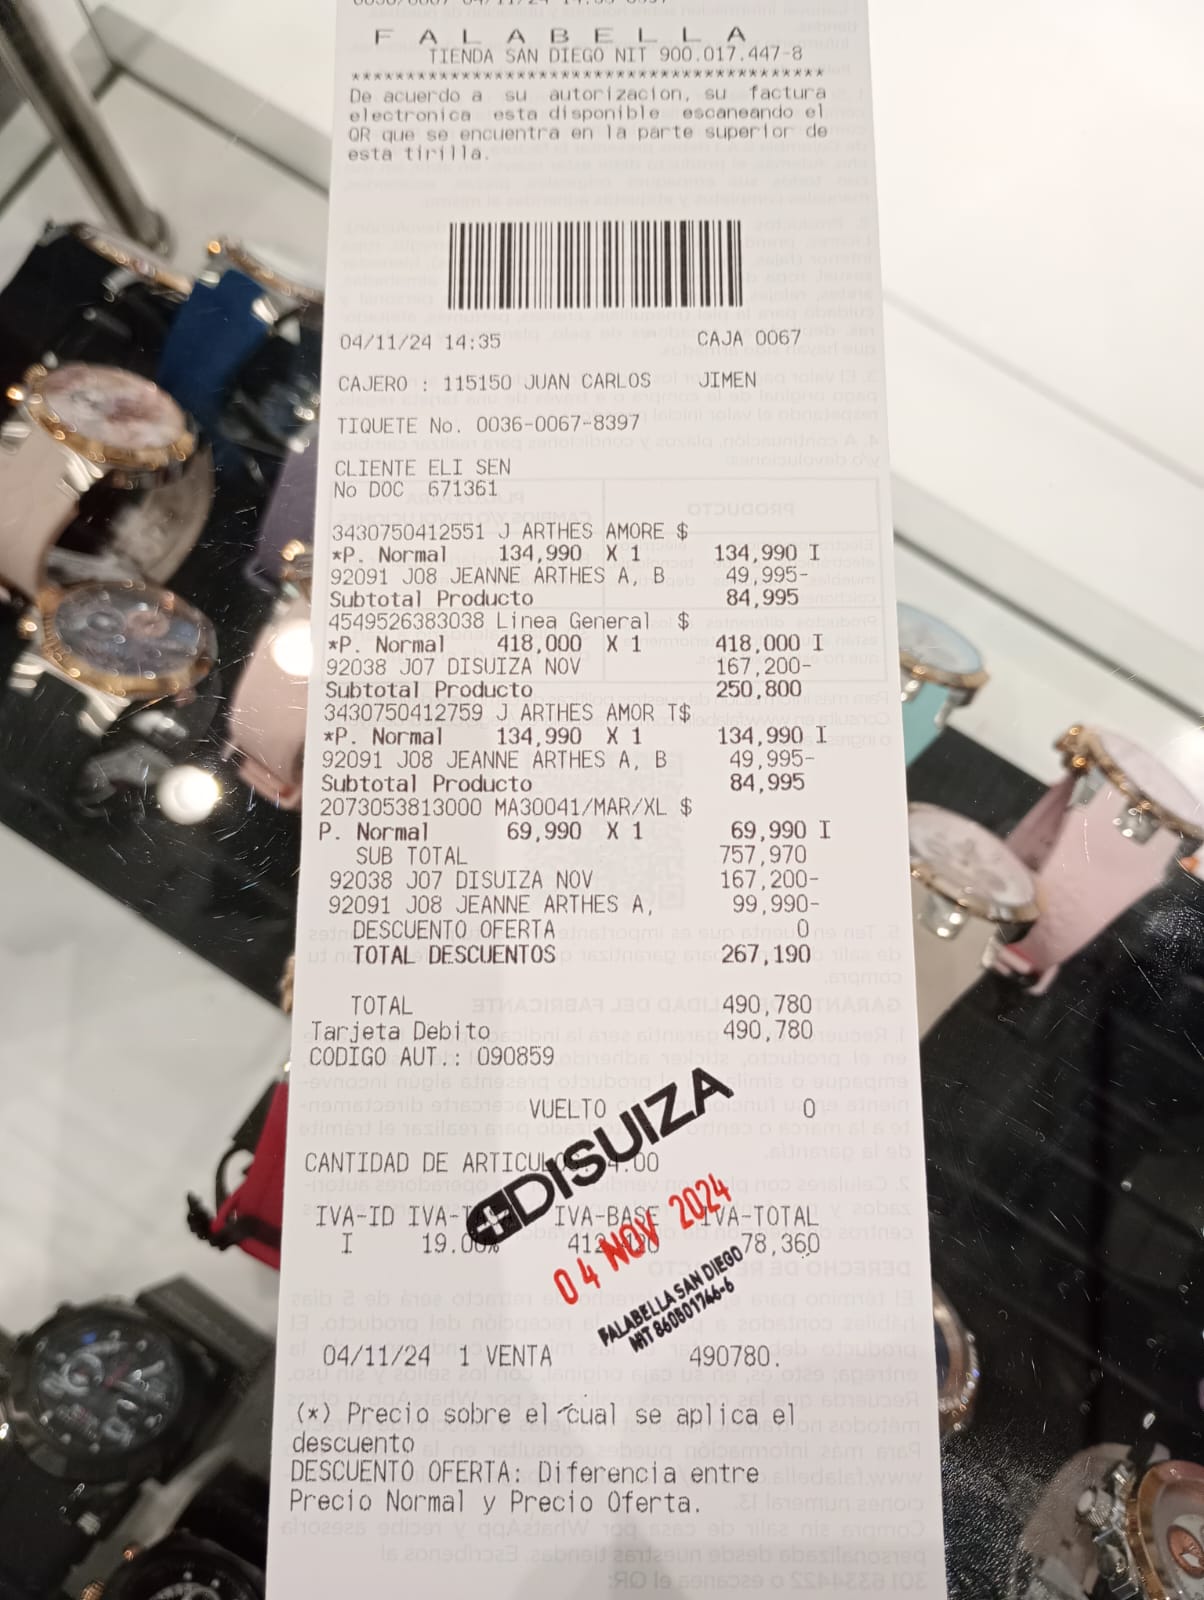 F A L A B E L L A
TIENDA SAN DIEGO NIT 900.017.447-8
******************************************
De acuerdo a su autorizacion, su factura
electronica esta disponible escaneando el
QR que se encuentra en la parte superior de
esta tirilla.
04/11/24 14:35 CAJA 0067
CAJERO : 115150 JUAN CARLOS JIMEN
TIQUETE No. 0036-0067-8397
CLIENTE ELI SEN
No DOC 671361
3430750412551 J ARTHES AMORE $
*P. Normal 134,990 X 1 134,990 I
92091 J08 JEANNE ARTHES A, B 49,995-
Subtotal Producto 84,995
4549526383038 Linea General $
*P. Normal 418,000 X 1 418,000 I
92038 J07 DISUIZA NOV 167,200-
Subtotal Producto 250,800
3430750412759 J ARTHES AMOR T$
*P. Normal 134,990 X 1 134,990 I
92091 J08 JEANNE ARTHES A, B 49,995-
Subtotal Producto 84,995
2073053813000 MA30041/MAR/XL $
P. Normal 69,990 X 1 69,990 I
SUB TOTAL 757,970
92038 J07 DISUIZA NOV 167,200-
92091 J08 JEANNE ARTHES A, 99,990-
DESCUENTO OFERTA 0
TOTAL DESCUENTOS 267,190
TOTAL 490,780
Tarjeta Debito 490,780
CODIGO AUT.: 090859
VUELTO 0
CANTIDAD DE ARTICULOS: 4.00
DISUIZA
IVA-ID IVA-TASA IVA-BASE IVA-TOTAL
I 19.00% 78,360
04 NOV 2024
FALABELLA SAN DIEGO
NIT 860501746-6
04/11/24 1 VENTA 490780.
(*) Precio sobre el cual se aplica el
descuento
DESCUENTO OFERTA: Diferencia entre
Precio Normal y Precio Oferta.